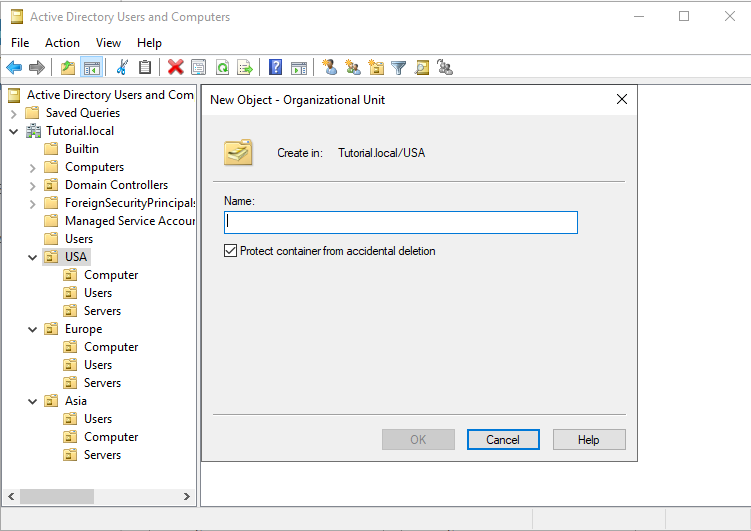 Active Directory Users and Computers
File Action View Help
Active Directory Users and Com
Saved Queries
Tutorial.local
Builtin
Computers
Domain Controllers
ForeignSecurityPrincipals
Managed Service Accour
Users
USA
Computer
Users
Servers
Europe
Computer
Users
Servers
Asia
Users
Computer
Servers
New Object - Organizational Unit
Create in: Tutorial.local/USA
Name:
Protect container from accidental deletion
OK Cancel Help